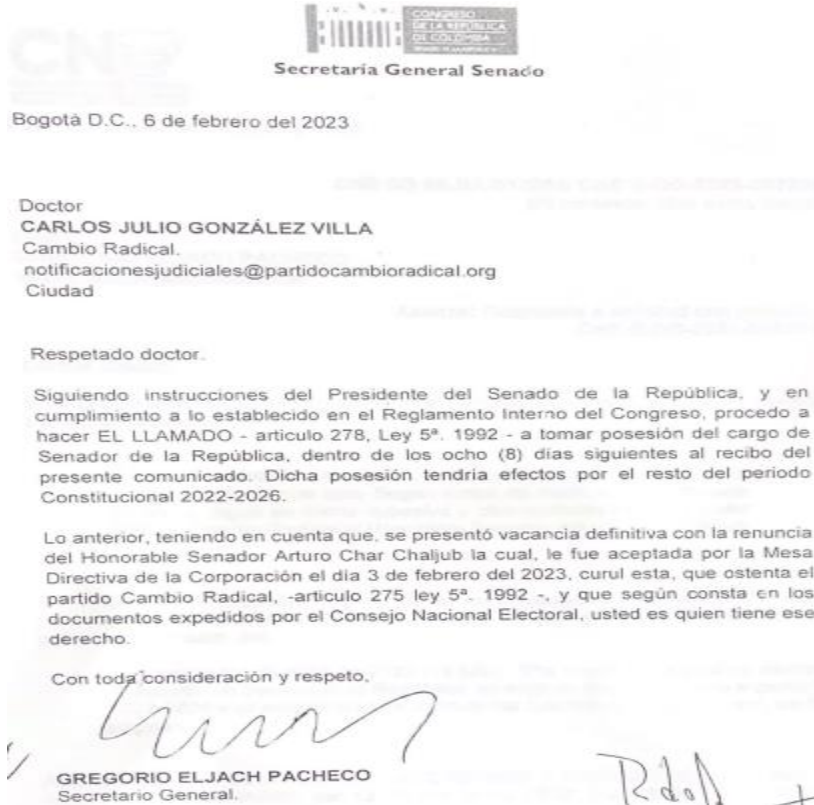 CONGRESO
DE LA REPÚBLICA
DE COLOMBIA
Secretaría General Senado
CNE
Bogotá D.C., 6 de febrero del 2023
Doctor
CARLOS JULIO GONZÁLEZ VILLA
Cambio Radical.
notificacionesjudiciales@partidocambioradical.org
Ciudad
Respetado doctor.
Siguiendo instrucciones del Presidente del Senado de la República, y en
cumplimiento a lo establecido en el Reglamento Interno del Congreso, procedo a
hacer EL LLAMADO - articulo 278, Ley 5ª. 1992 - a tomar posesión del cargo de
Senador de la República, dentro de los ocho (8) días siguientes al recibo del
presente comunicado. Dicha posesión tendria efectos por el resto del periodo
Constitucional 2022-2026.
Lo anterior, teniendo en cuenta que, se presentó vacancia definitiva con la renuncia
del Honorable Senador Arturo Char Chaljub la cual, le fue aceptada por la Mesa
Directiva de la Corporación el día 3 de febrero del 2023, curul esta, que ostenta el
partido Cambio Radical, -articulo 275 ley 5ª. 1992 -, y que según consta en los
documentos expedidos por el Consejo Nacional Electoral, usted es quien tiene ese
derecho.
Con toda consideración y respeto,
GREGORIO ELJACH PACHECO
Secretario General.